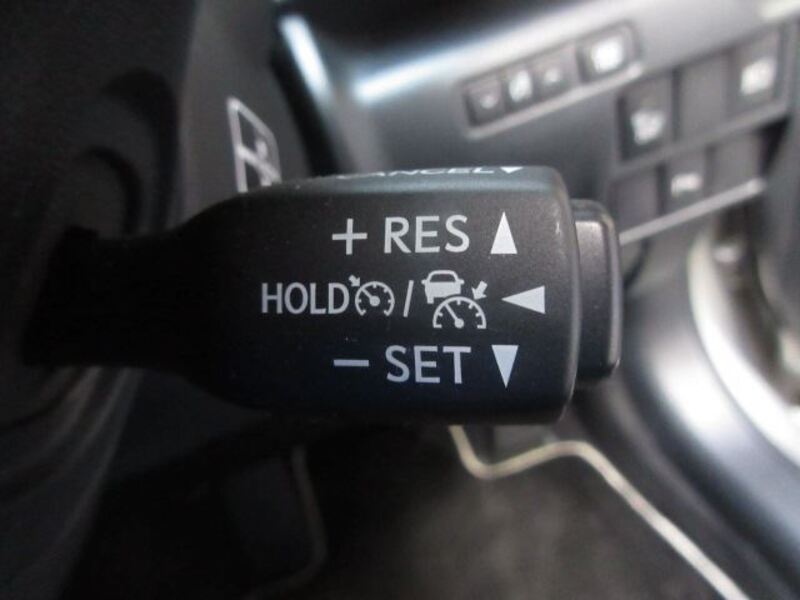 CANCEL
+ RES
HOLD /
- SET